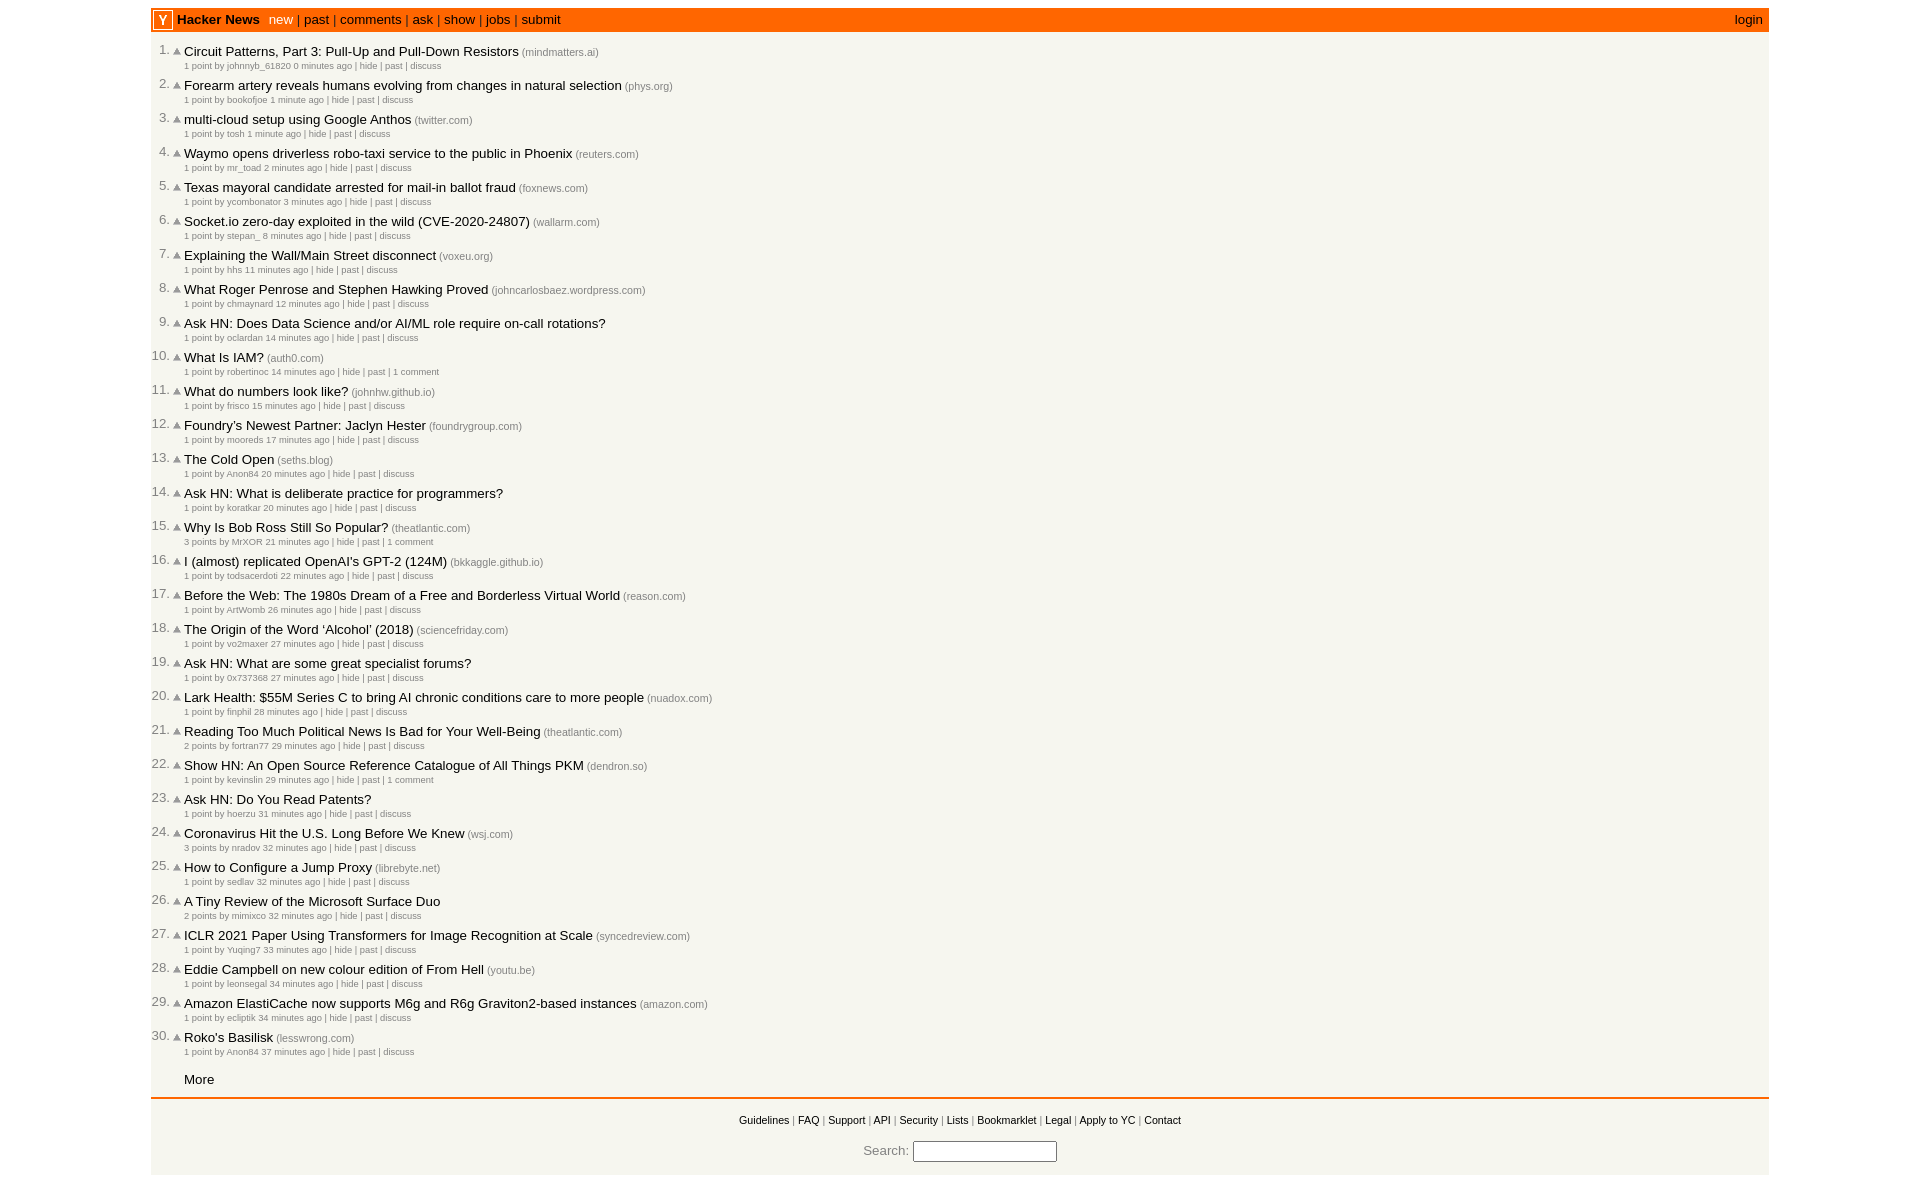 Y Hacker News new | past | comments | ask | show | jobs | submit login
1. Circuit Patterns, Part 3: Pull-Up and Pull-Down Resistors (mindmatters.ai)
1 point by johnnyb_61820 0 minutes ago | hide | past | discuss
2. Forearm artery reveals humans evolving from changes in natural selection (phys.org)
1 point by bookofjoe 1 minute ago | hide | past | discuss
3. multi-cloud setup using Google Anthos (twitter.com)
1 point by tosh 1 minute ago | hide | past | discuss
4. Waymo opens driverless robo-taxi service to the public in Phoenix (reuters.com)
1 point by mr_toad 2 minutes ago | hide | past | discuss
5. Texas mayoral candidate arrested for mail-in ballot fraud (foxnews.com)
1 point by ycombonator 3 minutes ago | hide | past | discuss
6. Socket.io zero-day exploited in the wild (CVE-2020-24807) (wallarm.com)
1 point by stepan_ 8 minutes ago | hide | past | discuss
7. Explaining the Wall/Main Street disconnect (voxeu.org)
1 point by hhs 11 minutes ago | hide | past | discuss
8. What Roger Penrose and Stephen Hawking Proved (johncarlosbaez.wordpress.com)
1 point by chmaynard 12 minutes ago | hide | past | discuss
9. Ask HN: Does Data Science and/or AI/ML role require on-call rotations?
1 point by oclardan 14 minutes ago | hide | past | discuss
10. What Is IAM? (auth0.com)
1 point by robertinoc 14 minutes ago | hide | past | 1 comment
11. What do numbers look like? (johnhw.github.io)
1 point by frisco 15 minutes ago | hide | past | discuss
12. Foundry’s Newest Partner: Jaclyn Hester (foundrygroup.com)
1 point by mooreds 17 minutes ago | hide | past | discuss
13. The Cold Open (seths.blog)
1 point by Anon84 20 minutes ago | hide | past | discuss
14. Ask HN: What is deliberate practice for programmers?
1 point by koratkar 20 minutes ago | hide | past | discuss
15. Why Is Bob Ross Still So Popular? (theatlantic.com)
3 points by MrXOR 21 minutes ago | hide | past | 1 comment
16. I (almost) replicated OpenAI's GPT-2 (124M) (bkkaggle.github.io)
1 point by todsacerdoti 22 minutes ago | hide | past | discuss
17. Before the Web: The 1980s Dream of a Free and Borderless Virtual World (reason.com)
1 point by ArtWomb 26 minutes ago | hide | past | discuss
18. The Origin of the Word ‘Alcohol’ (2018) (sciencefriday.com)
1 point by vo2maxer 27 minutes ago | hide | past | discuss
19. Ask HN: What are some great specialist forums?
1 point by 0x737368 27 minutes ago | hide | past | discuss
20. Lark Health: $55M Series C to bring AI chronic conditions care to more people (nuadox.com)
1 point by finphil 28 minutes ago | hide | past | discuss
21. Reading Too Much Political News Is Bad for Your Well-Being (theatlantic.com)
2 points by fortran77 29 minutes ago | hide | past | discuss
22. Show HN: An Open Source Reference Catalogue of All Things PKM (dendron.so)
1 point by kevinslin 29 minutes ago | hide | past | 1 comment
23. Ask HN: Do You Read Patents?
1 point by hoerzu 31 minutes ago | hide | past | discuss
24. Coronavirus Hit the U.S. Long Before We Knew (wsj.com)
3 points by nradov 32 minutes ago | hide | past | discuss
25. How to Configure a Jump Proxy (librebyte.net)
1 point by sedlav 32 minutes ago | hide | past | discuss
26. A Tiny Review of the Microsoft Surface Duo
2 points by mimixco 32 minutes ago | hide | past | discuss
27. ICLR 2021 Paper Using Transformers for Image Recognition at Scale (syncedreview.com)
1 point by Yuqing7 33 minutes ago | hide | past | discuss
28. Eddie Campbell on new colour edition of From Hell (youtu.be)
1 point by leonsegal 34 minutes ago | hide | past | discuss
29. Amazon ElastiCache now supports M6g and R6g Graviton2-based instances (amazon.com)
1 point by ecliptik 34 minutes ago | hide | past | discuss
30. Roko's Basilisk (lesswrong.com)
1 point by Anon84 37 minutes ago | hide | past | discuss
More
Guidelines | FAQ | Support | API | Security | Lists | Bookmarklet | Legal | Apply to YC | Contact
Search: